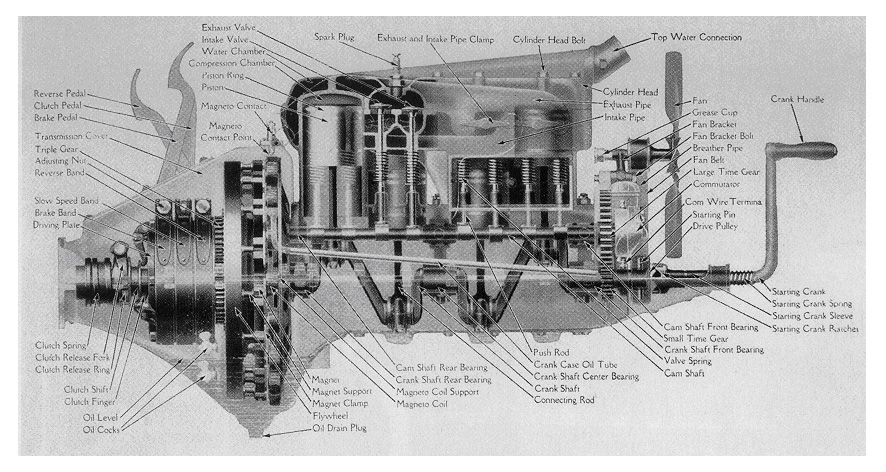 Exhaust Valve
Intake Valve
Water Chamber
Compression Chamber
Piston Ring
Piston
Magneto Contact
Magneto
Contact Point
Spark Plug
Exhaust and Intake Pipe Clamp
Cylinder Head Bolt
Top Water Connection
Cylinder Head
Exhaust Pipe
Intake Pipe
Fan
Grease Cup
Fan Bracket
Fan Bracket Bolt
Breather Pipe
Fan Belt
Large Time Gear
Commutator
Com Wire Termina
Starting Pin
Drive Pulley
Crank Handle
Reverse Pedal
Clutch Pedal
Brake Pedal
Transmission Cover
Triple Gear
Adjusting Nut
Reverse Band
Slow Speed Band
Brake Band
Driving Plate
Clutch Spring
Clutch Release Fork
Clutch Release Ring
Clutch Shift
Clutch Finger
Oil Level
Oil Cocks
Magnet
Magnet Support
Magnet Clamp
Flywheel
Oil Drain Plug
Cam Shaft Rear Bearing
Crank Shaft Rear Bearing
Magneto Coil Support
Magneto Coil
Push Rod
Crank Case Oil Tube
Crank Shaft Center Bearing
Crank Shaft
Connecting Rod
Cam Shaft Front Bearing
Small Time Gear
Crank Shaft Front Bearing
Valve Spring
Cam Shaft
Starting Crank
Starting Crank Spring
Starting Crank Sleeve
Starting Crank Ratchet